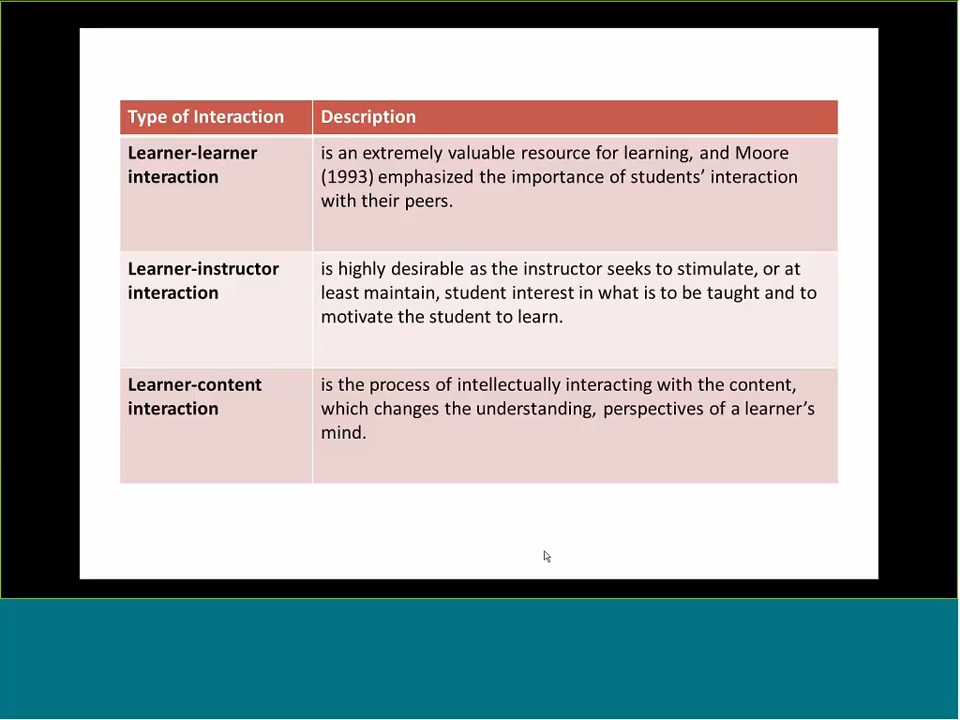 Type of Interaction
Description
Learner-learner
interaction
is an extremely valuable resource for learning, and Moore
(1993) emphasized the importance of students’ interaction
with their peers.
Learner-instructor
interaction
is highly desirable as the instructor seeks to stimulate, or at
least maintain, student interest in what is to be taught and to
motivate the student to learn.
Learner-content
interaction
is the process of intellectually interacting with the content,
which changes the understanding, perspectives of a learner’s
mind.